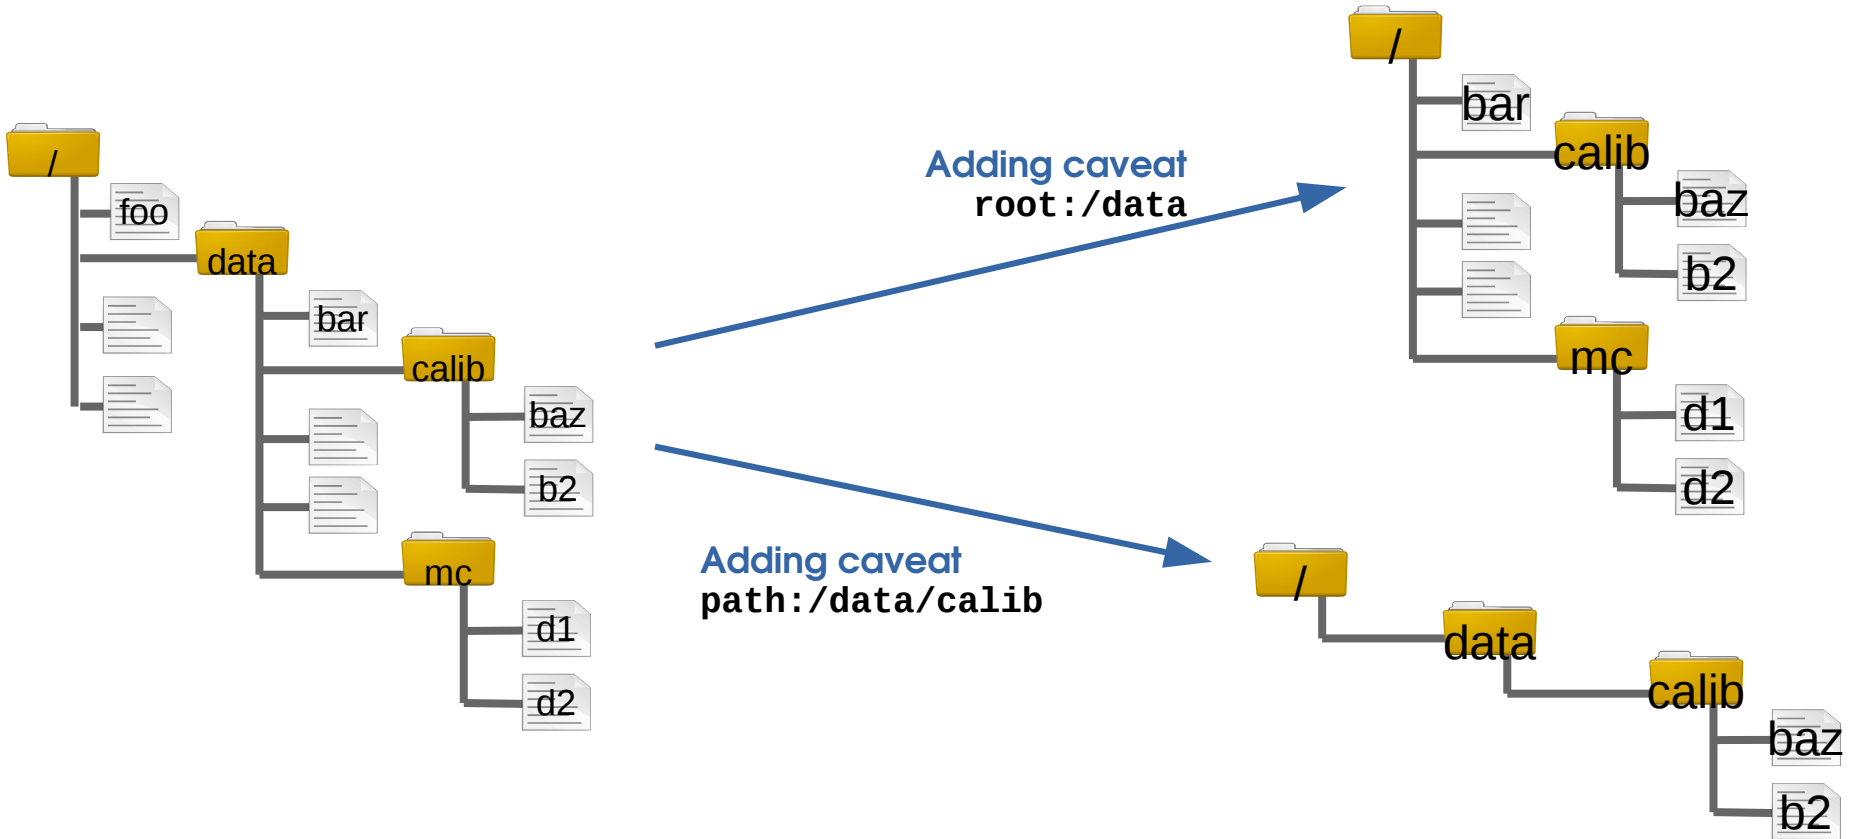 /
foo
data
bar
calib
baz
b2
mc
d1
d2
Adding caveat
root:/data
Adding caveat
path:/data/calib
/
bar
calib
baz
b2
mc
d1
d2
/
data
calib
baz
b2